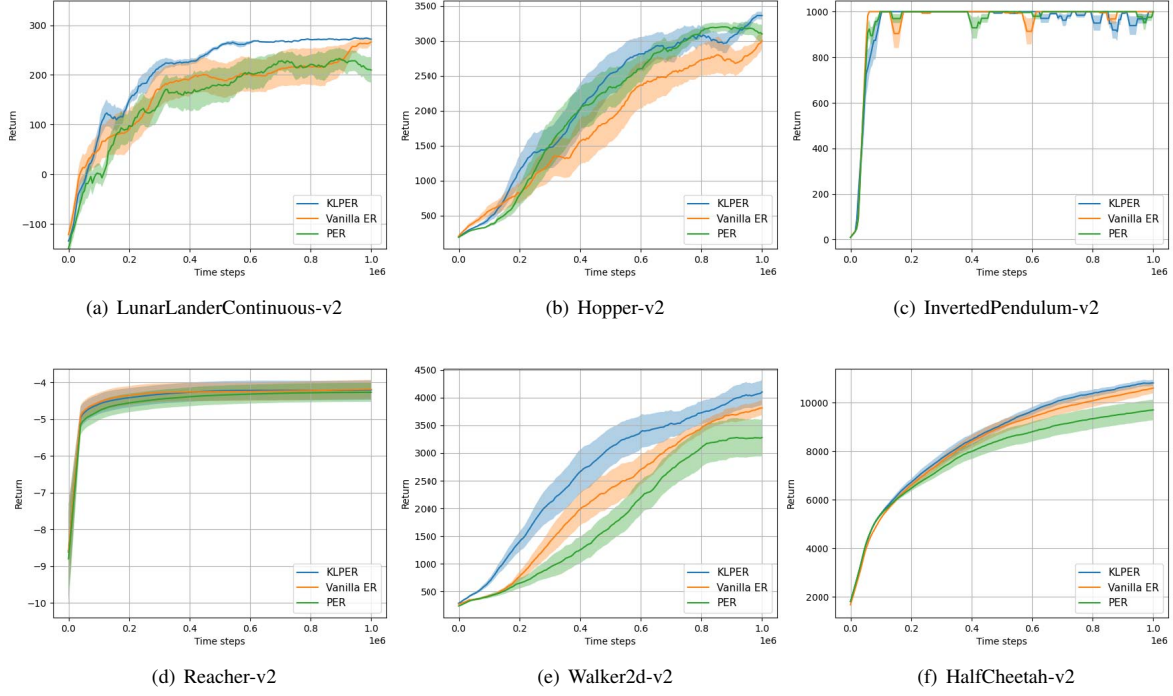 300
200
100
0
−100
Return
0.0 0.2 0.4 0.6 0.8 1.0
Time steps
1e6
KLPER
Vanilla ER
PER
(a) LunarLanderContinuous-v2
3500
3000
2500
2000
1500
1000
500
Return
0.0 0.2 0.4 0.6 0.8 1.0
Time steps
1e6
KLPER
Vanilla ER
PER
(b) Hopper-v2
1000
800
600
400
200
0
Return
0.0 0.2 0.4 0.6 0.8 1.0
Time steps
1e6
KLPER
Vanilla ER
PER
(c) InvertedPendulum-v2
−4
−5
−6
−7
−8
−9
−10
Return
0.0 0.2 0.4 0.6 0.8 1.0
Time steps
1e6
KLPER
Vanilla ER
PER
(d) Reacher-v2
4500
4000
3500
3000
2500
2000
1500
1000
500
Return
0.0 0.2 0.4 0.6 0.8 1.0
Time steps
1e6
KLPER
Vanilla ER
PER
(e) Walker2d-v2
10000
8000
6000
4000
2000
Return
0.0 0.2 0.4 0.6 0.8 1.0
Time steps
1e6
KLPER
Vanilla ER
PER
(f) HalfCheetah-v2